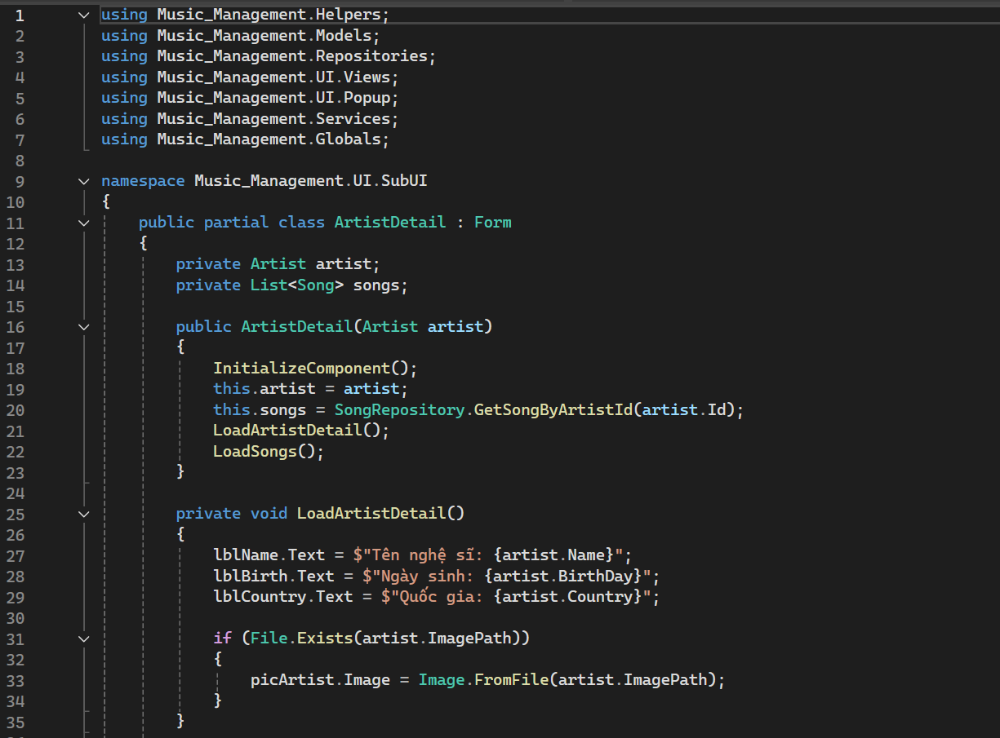 1 using Music_Management.Helpers;
2 using Music_Management.Models;
3 using Music_Management.Repositories;
4 using Music_Management.UI.Views;
5 using Music_Management.UI.Popup;
6 using Music_Management.Services;
7 using Music_Management.Globals;
8
9 namespace Music_Management.UI.SubUI
10 {
11     public partial class ArtistDetail : Form
12     {
13         private Artist artist;
14         private List<Song> songs;
15
16         public ArtistDetail(Artist artist)
17         {
18             InitializeComponent();
19             this.artist = artist;
20             this.songs = SongRepository.GetSongByArtistId(artist.Id);
21             LoadArtistDetail();
22             LoadSongs();
23         }
24
25         private void LoadArtistDetail()
26         {
27             lblName.Text = $"Tên nghệ sĩ: {artist.Name}";
28             lblBirth.Text = $"Ngày sinh: {artist.BirthDay}";
29             lblCountry.Text = $"Quốc gia: {artist.Country}";
30
31             if (File.Exists(artist.ImagePath))
32             {
33                 picArtist.Image = Image.FromFile(artist.ImagePath);
34             }
35         }